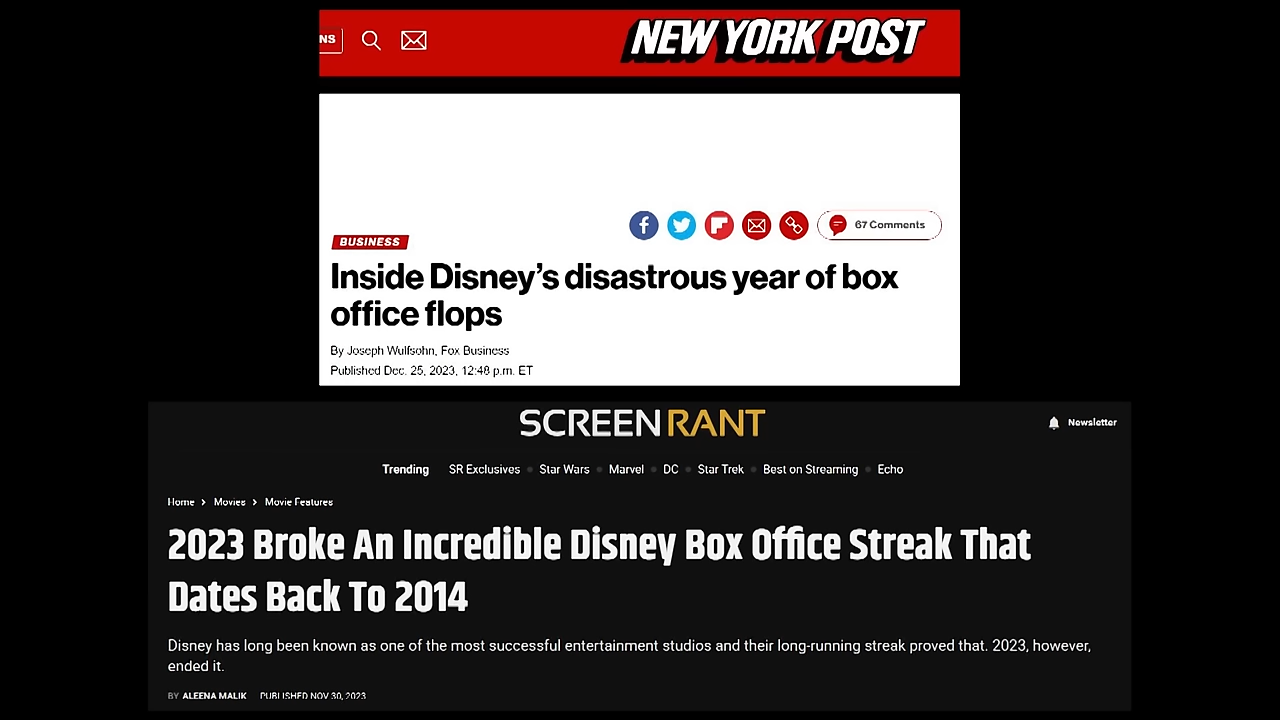 NS
NEW YORK POST
67 Comments
BUSINESS
Inside Disney's disastrous year of box
office flops
By Joseph Wulfsohn, Fox Business
Published Dec. 25, 2023, 12:48 p.m. ET
SCREENRANT
Newsletter
Trending SR Exclusives Star Wars Marvel DC Star Trek Best on Streaming Echo
Home > Movies > Movie Features
2023 Broke An Incredible Disney Box Office Streak That
Dates Back To 2014
Disney has long been known as one of the most successful entertainment studios and their long-running streak proved that. 2023, however,
ended it.
BY ALEENA MALIK PUBLISHED NOV 30, 2023